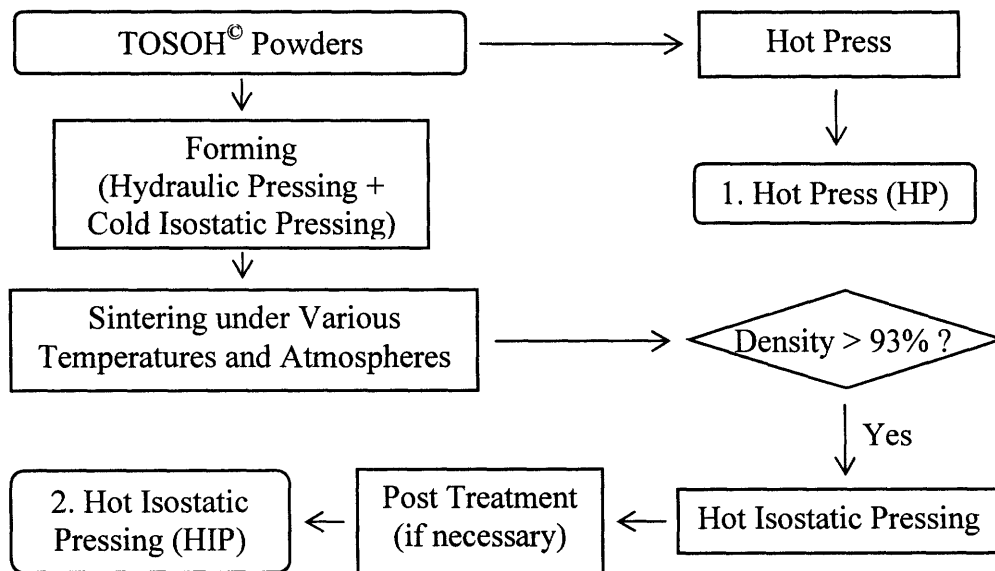 TOSOH© Powders
Hot Press
Forming
(Hydraulic Pressing +
Cold Isostatic Pressing)
1. Hot Press (HP)
Sintering under Various
Temperatures and Atmospheres
Density > 93% ?
Yes
2. Hot Isostatic
Pressing (HIP)
Post Treatment
(if necessary)
Hot Isostatic Pressing